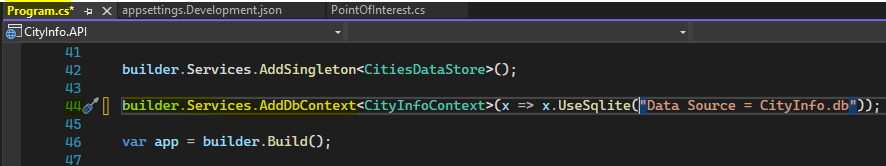 Program.cs* appsettings.Development.json PointOfInterest.cs
CityInfo.API
41
42 builder.Services.AddSingleton<CitiesDataStore>();
43
44 builder.Services.AddDbContext<CityInfoContext>(x => x.UseSqlite("Data Source = CityInfo.db"));
45
46 var app = builder.Build();
47